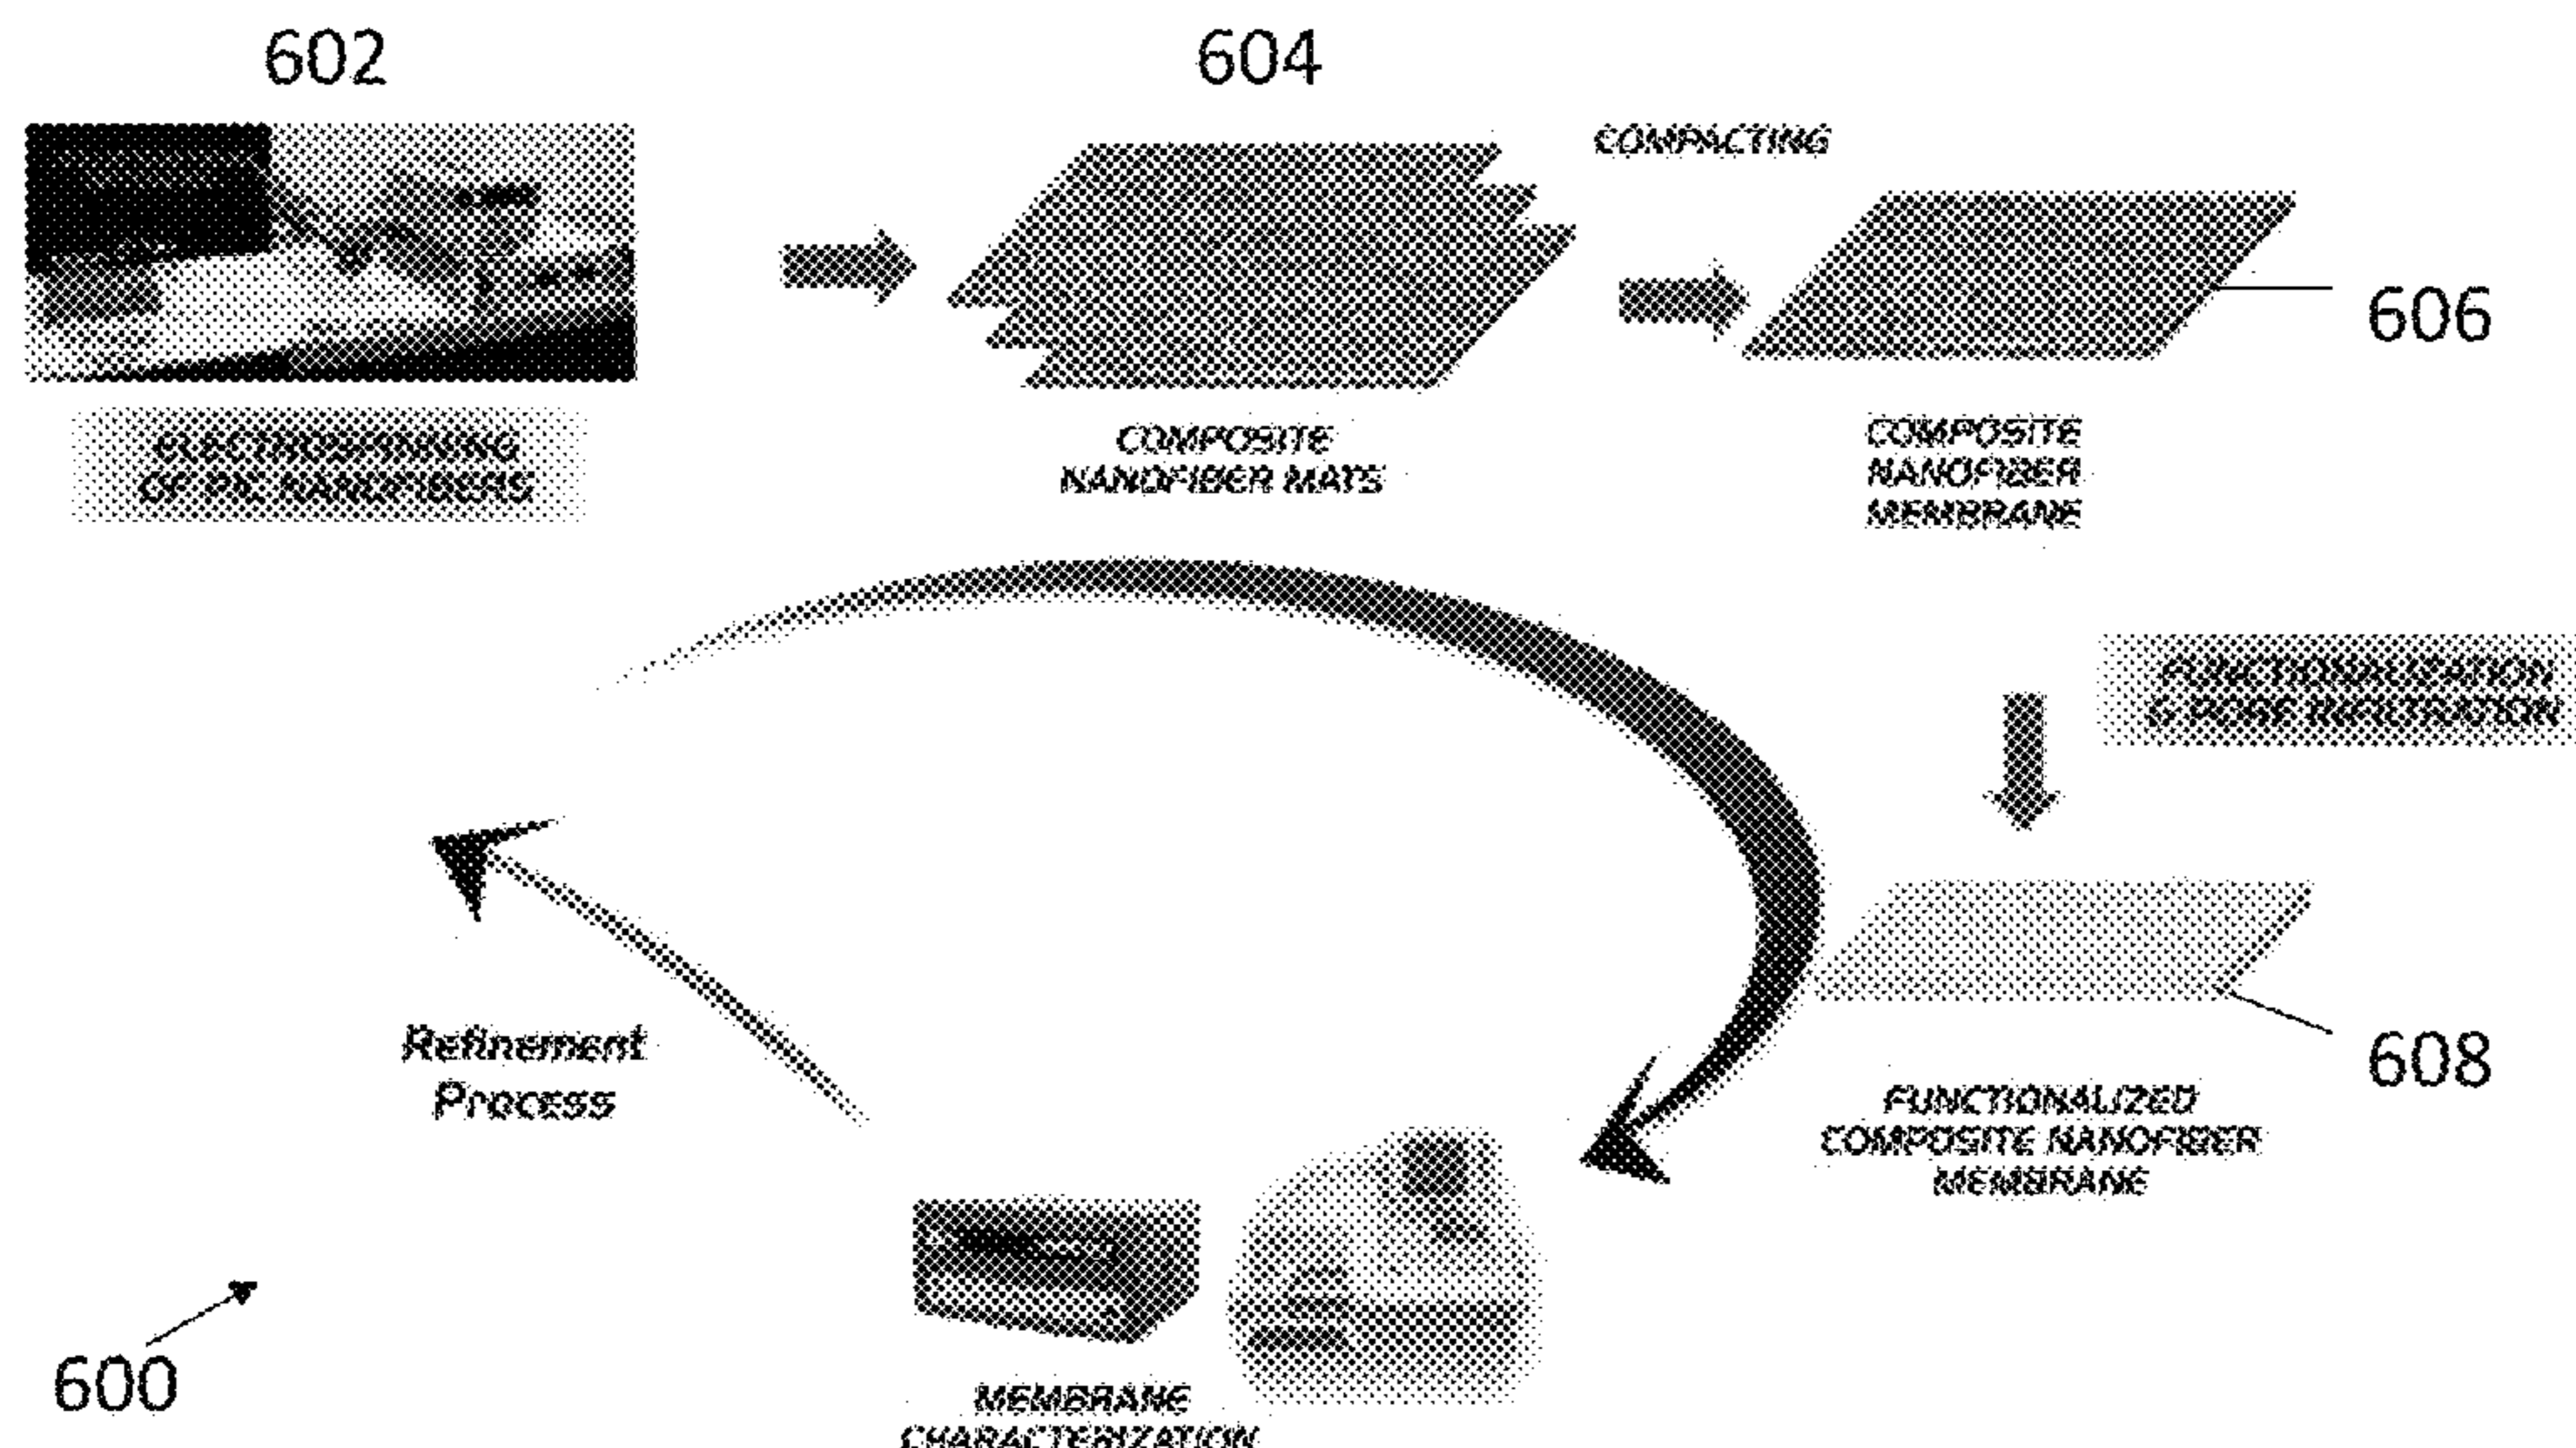 602
604
COMPACTING
606
ELECTROSPINNING
OF P/C NANOFIBERS
COMPOSITE
NANOFIBER MATS
COMPOSITE
NANOFIBER
MEMBRANE
FUNCTIONALIZATION
& PORE INFILTRATION
Refinement
Process
608
FUNCTIONALIZED
COMPOSITE NANOFIBER
MEMBRANE
600
MEMBRANE
CHARACTERIZATION